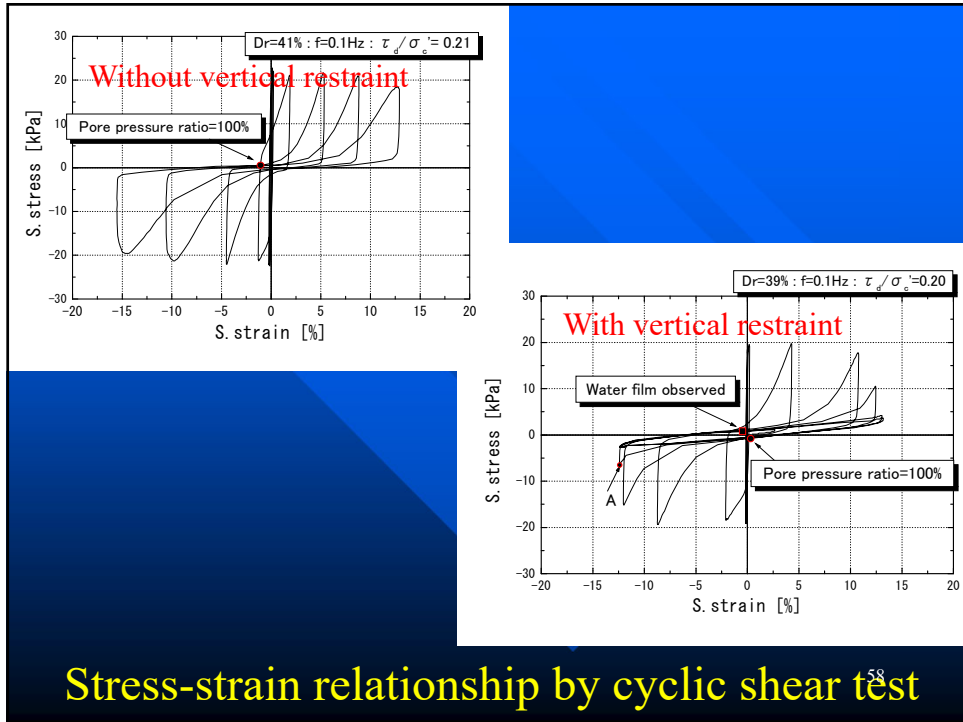 Dr=41% : f=0.1Hz : τd/σc'= 0.21
Without vertical restraint
Pore pressure ratio=100%
S.stress [kPa]
30
20
10
0
-10
-20
-30
-20 -15 -10 -5 0 5 10 15 20
S.strain [%]
Dr=39% : f=0.1Hz : τd/σc'=0.20
With vertical restraint
Water film observed
Pore pressure ratio=100%
A
S.stress [kPa]
30
20
10
0
-10
-20
-30
-20 -15 -10 -5 0 5 10 15 20
S.strain [%]
Stress-strain relationship by cyclic shear test
58